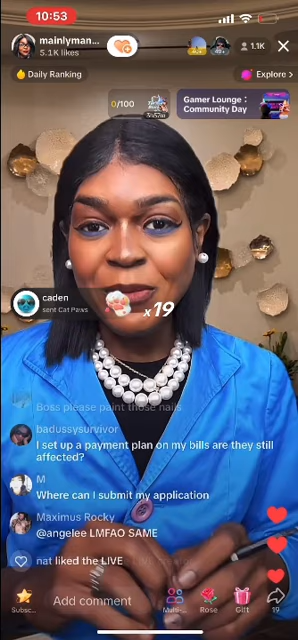 10:53
mainlyman...
5.1K likes
1.1K
Daily Ranking
Explore >
0/100
Gamer Lounge :
Community Day
caden
sent Cat Paws
x19
Boss please paint those nails
badussysurvivor
I set up a payment plan on my bills are they still
affected?
M
Where can I submit my application
Maximus Rocky
@angelee LMFAO SAME
nat liked the LIVE
Subsc...
Add comment
Multi-...
Rose
Gift
19